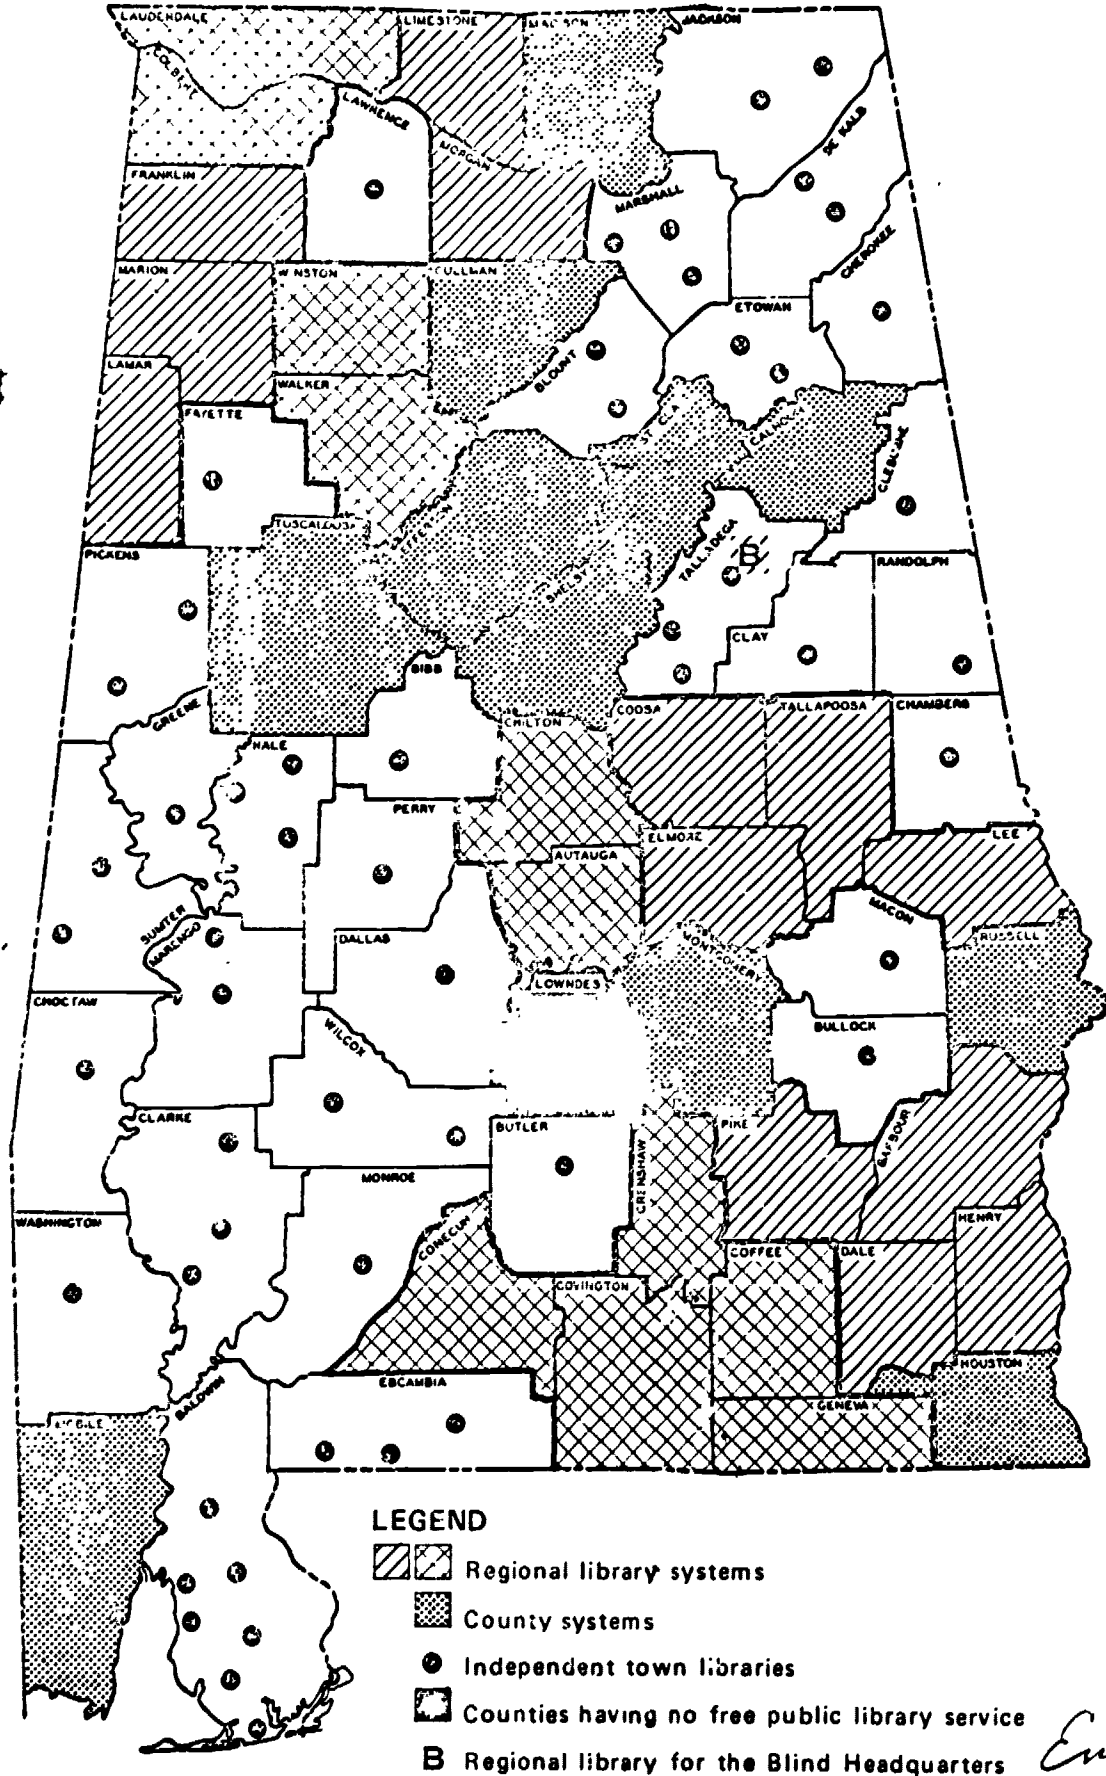 LAUDERDALE
LIMESTONE
MADISON
JACKSON
COLBERT
LAWRENCE
MORGAN
DE KALB
FRANKLIN
MARSHALL
CHEROKEE
MARION
WINSTON
CULLMAN
ETOWAH
LAMAR
BLOUNT
WALKER
FAYETTE
CALHOUN
CLEBURNE
TUSCALOOSA
JEFFERSON
PICKENS
TALLADEGA
B
RANDOLPH
SHELBY
CLAY
BIBB
GREENE
COOSA
TALLAPOOSA
CHAMBERS
CHILTON
HALE
PERRY
ELMORE
LEE
AUTAUGA
MACON
SUMTER
MARENGO
DALLAS
MONTGOMERY
RUSSELL
LOWNDES
CHOCTAW
WILCOX
BULLOCK
CLARKE
BUTLER
PIKE
BARBOUR
CRENSHAW
MONROE
WASHINGTON
CONECUH
HENRY
COFFEE
DALE
COVINGTON
HOUSTON
ESCAMBIA
BALDWIN
GENEVA
MOBILE
LEGEND
Regional library systems
County systems
Independent town libraries
Counties having no free public library service
B Regional library for the Blind Headquarters